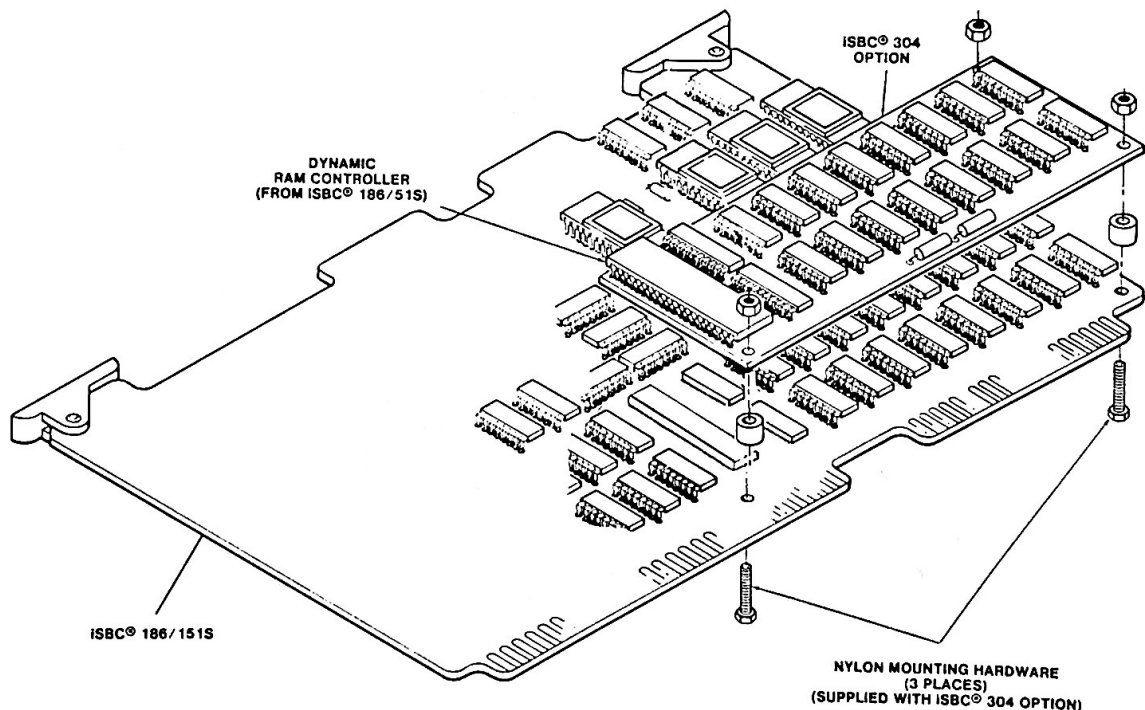 iSBC® 304
OPTION
DYNAMIC
RAM CONTROLLER
(FROM iSBC® 186/51S)
iSBC® 186/151S
NYLON MOUNTING HARDWARE
(3 PLACES)
(SUPPLIED WITH iSBC® 304 OPTION)